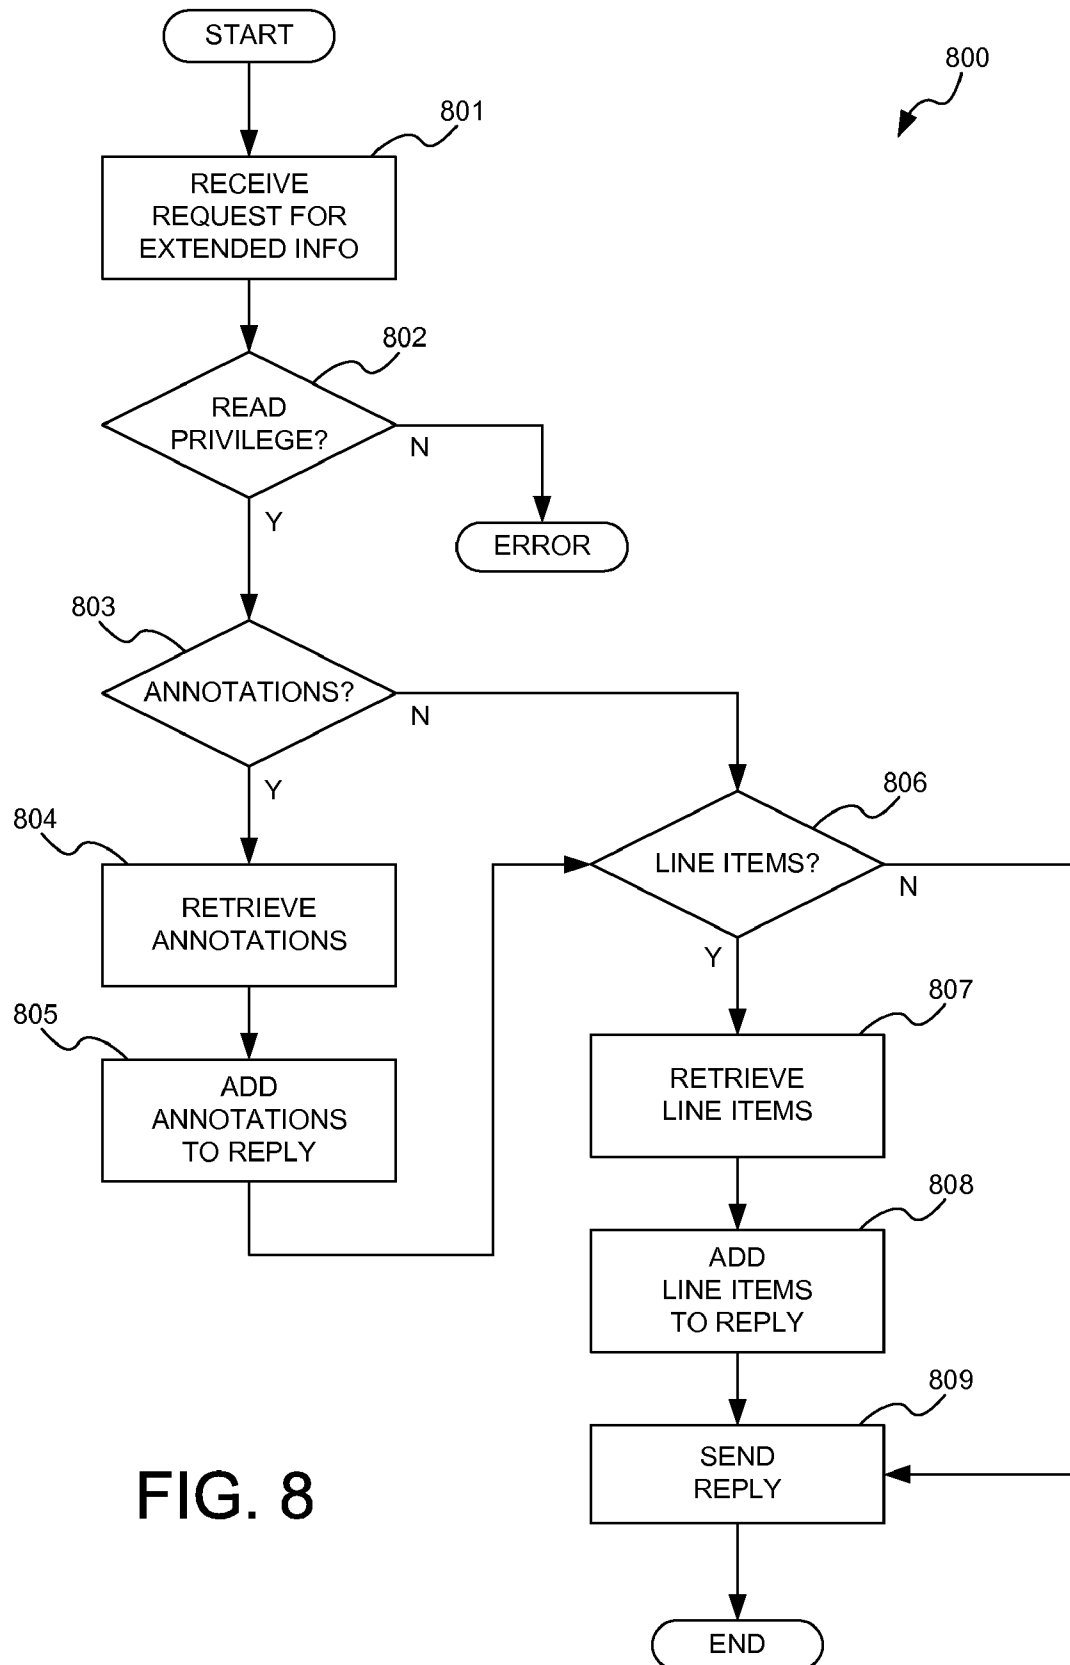 START
800
801
RECEIVE
REQUEST FOR
EXTENDED INFO
802
READ
PRIVILEGE?
N
Y
ERROR
803
ANNOTATIONS?
N
Y
806
LINE ITEMS?
N
Y
804
RETRIEVE
ANNOTATIONS
805
ADD
ANNOTATIONS
TO REPLY
807
RETRIEVE
LINE ITEMS
808
ADD
LINE ITEMS
TO REPLY
809
SEND
REPLY
FIG. 8
END